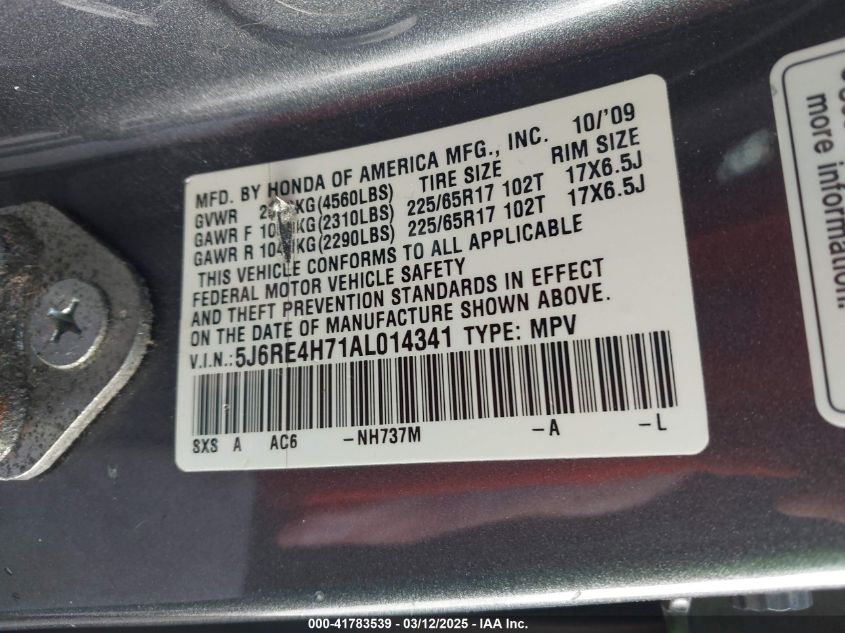 MFD. BY HONDA OF AMERICA MFG., INC. 10/'09
GVWR KG(4560LBS) TIRE SIZE RIM SIZE
GAWR F KG(2310LBS) 225/65R17 102T 17X6.5J
GAWR R KG(2290LBS) 225/65R17 102T 17X6.5J
THIS VEHICLE CONFORMS TO ALL APPLICABLE
FEDERAL MOTOR VEHICLE SAFETY
AND THEFT PREVENTION STANDARDS IN EFFECT
ON THE DATE OF MANUFACTURE SHOWN ABOVE.
V.I.N.:5J6RE4H71AL014341 TYPE: MPV
SXS A AC6 -NH737M -A -L
more information.
000-41783539 - 03/12/2025 - IAA Inc.